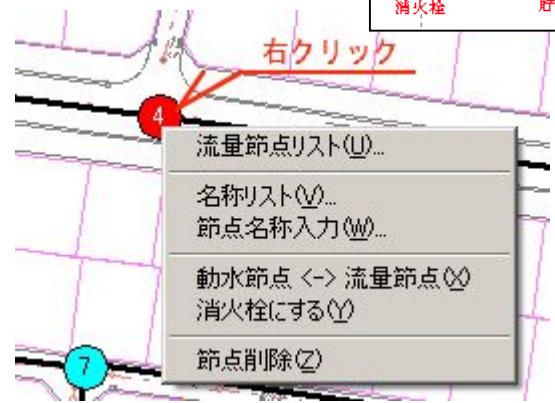 消火栓
右クリック
4
流量節点リスト(U)...
名称リスト(V)...
節点名称入力(W)...
動水節点 <-> 流量節点(X)
消火栓にする(Y)
節点削除(Z)
7